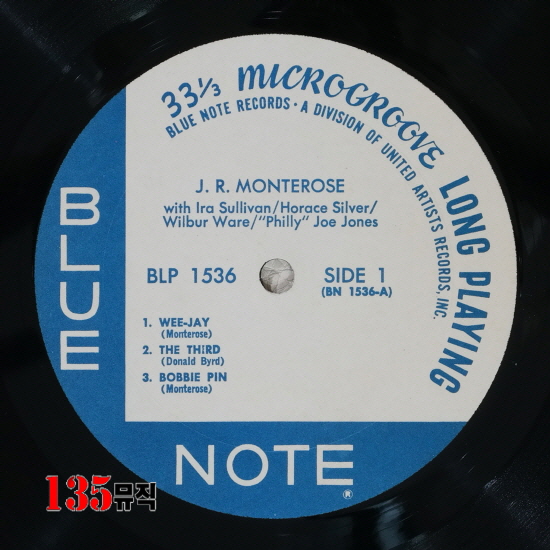 33⅓ MICROGROOVE LONG PLAYING
BLUE NOTE RECORDS · A DIVISION OF UNITED ARTISTS RECORDS, INC.
J. R. MONTEROSE
with Ira Sullivan/Horace Silver/
Wilbur Ware/"Philly" Joe Jones
BLP 1536
SIDE 1
(BN 1536-A)
1. WEE-JAY
(Monterose)
2. THE THIRD
(Donald Byrd)
3. BOBBIE PIN
(Monterose)
BLUE
NOTE®
135뮤직